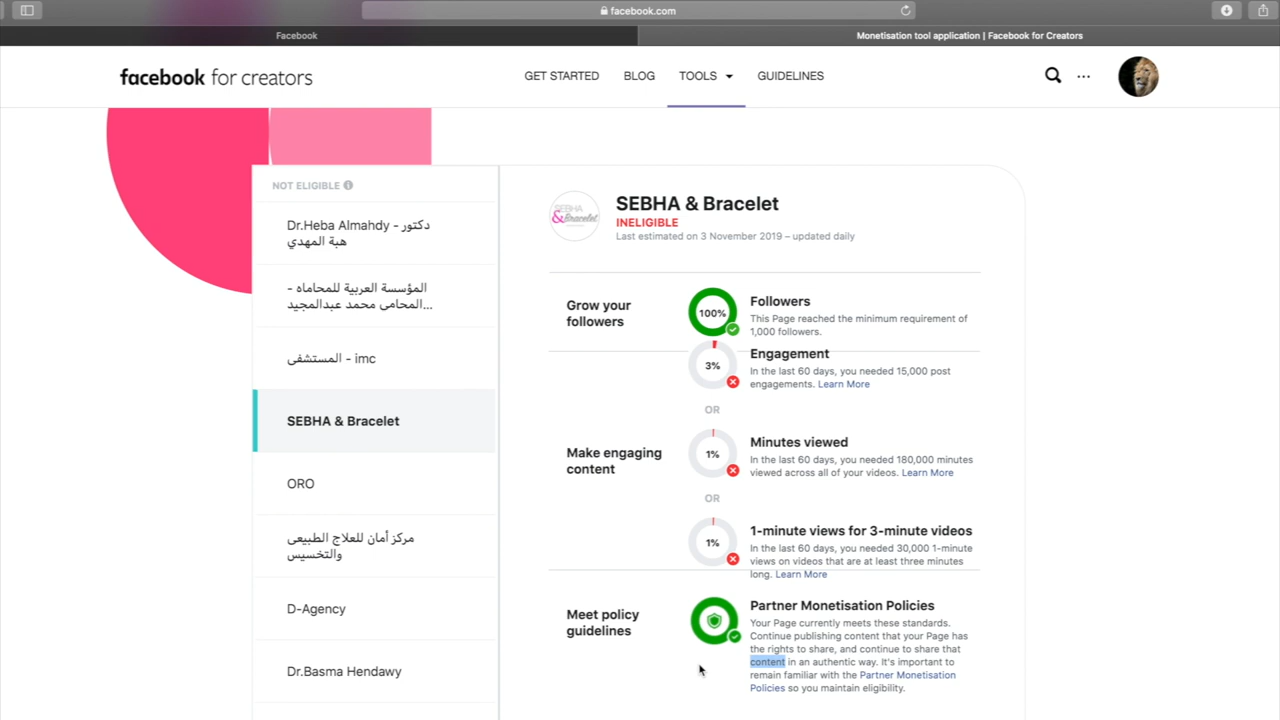 facebook.com
Facebook
Monetisation tool application | Facebook for Creators
facebook for creators
GET STARTED
BLOG
TOOLS
GUIDELINES
NOT ELIGIBLE
Dr.Heba Almahdy - دكتور
هبة المهدي
المؤسسة العربية للمحاماه -
المحامى محمد عبدالمجيد...
المستشفى - imc
SEBHA & Bracelet
ORO
مركز أمان للعلاج الطبيعى
والتخسيس
D-Agency
Dr.Basma Hendawy
SEBHA
& Bracelet
SEBHA & Bracelet
INELIGIBLE
Last estimated on 3 November 2019 – updated daily
Grow your
followers
100%
Followers
This Page reached the minimum requirement of
1,000 followers.
Make engaging
content
3%
Engagement
In the last 60 days, you needed 15,000 post
engagements. Learn More
OR
1%
Minutes viewed
In the last 60 days, you needed 180,000 minutes
viewed across all of your videos. Learn More
OR
1%
1-minute views for 3-minute videos
In the last 60 days, you needed 30,000 1-minute
views on videos that are at least three minutes
long. Learn More
Meet policy
guidelines
Partner Monetisation Policies
Your Page currently meets these standards.
Continue publishing content that your Page has
the rights to share, and continue to share that
content in an authentic way. It's important to
remain familiar with the Partner Monetisation
Policies so you maintain eligibility.